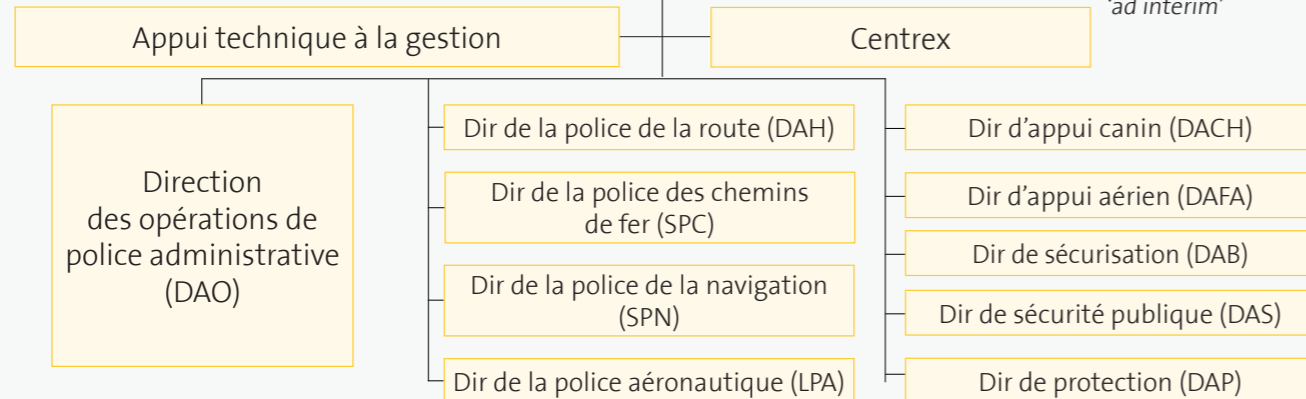 'ad interim'
Appui technique à la gestion
Centrex
Direction
des opérations de
police administrative
(DAO)
Dir de la police de la route (DAH)
Dir de la police des chemins
de fer (SPC)
Dir de la police de la navigation
(SPN)
Dir de la police aéronautique (LPA)
Dir d’appui canin (DACH)
Dir d’appui aérien (DAFA)
Dir de sécurisation (DAB)
Dir de sécurité publique (DAS)
Dir de protection (DAP)